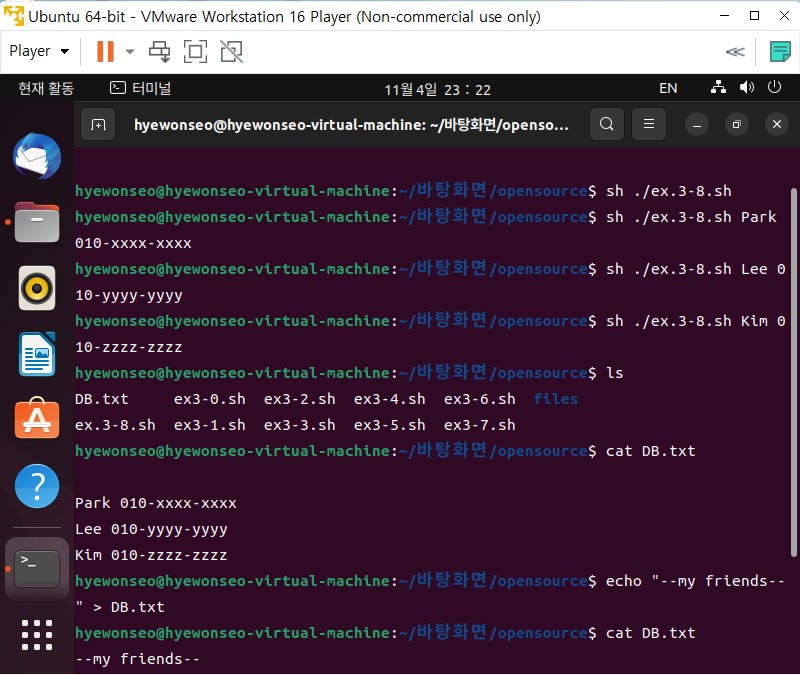 Ubuntu 64-bit - VMware Workstation 16 Player (Non-commercial use only)
Player
현재 활동 터미널 11월 4일 23 : 22 EN
hyewonseo@hyewonseo-virtual-machine: ~/바탕화면/openso...
hyewonseo@hyewonseo-virtual-machine:~/바탕화면/opensource$ sh ./ex.3-8.sh
hyewonseo@hyewonseo-virtual-machine:~/바탕화면/opensource$ sh ./ex.3-8.sh Park
010-xxxx-xxxx
hyewonseo@hyewonseo-virtual-machine:~/바탕화면/opensource$ sh ./ex.3-8.sh Lee 0
10-yyyy-yyyy
hyewonseo@hyewonseo-virtual-machine:~/바탕화면/opensource$ sh ./ex.3-8.sh Kim 0
10-zzzz-zzzz
hyewonseo@hyewonseo-virtual-machine:~/바탕화면/opensource$ ls
DB.txt ex3-0.sh ex3-2.sh ex3-4.sh ex3-6.sh files
ex.3-8.sh ex3-1.sh ex3-3.sh ex3-5.sh ex3-7.sh
hyewonseo@hyewonseo-virtual-machine:~/바탕화면/opensource$ cat DB.txt
Park 010-xxxx-xxxx
Lee 010-yyyy-yyyy
Kim 010-zzzz-zzzz
hyewonseo@hyewonseo-virtual-machine:~/바탕화면/opensource$ echo "--my friends--
" > DB.txt
hyewonseo@hyewonseo-virtual-machine:~/바탕화면/opensource$ cat DB.txt
--my friends--